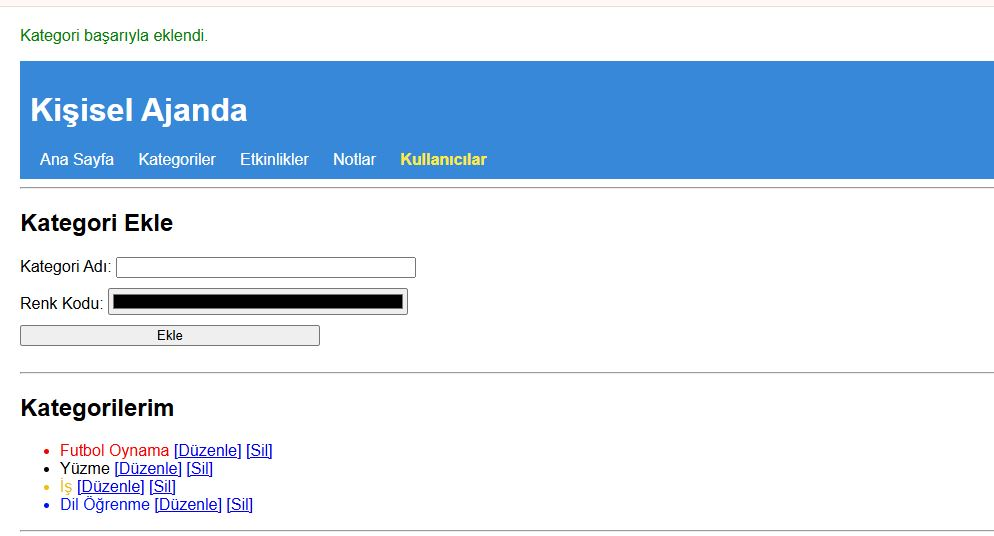 Kategori başarıyla eklendi.
Kişisel Ajanda
Ana Sayfa Kategoriler Etkinlikler Notlar Kullanıcılar
Kategori Ekle
Kategori Adı:
Renk Kodu:
Ekle
Kategorilerim
Futbol Oynama [Düzenle] [Sil]
Yüzme [Düzenle] [Sil]
İş [Düzenle] [Sil]
Dil Öğrenme [Düzenle] [Sil]